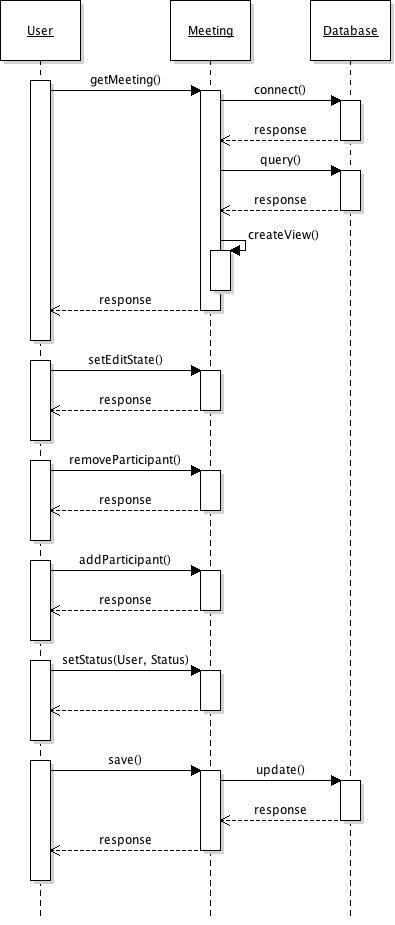 User
Meeting
Database
getMeeting()
connect()
response
query()
response
createView()
response
setEditState()
response
removeParticipant()
response
addParticipant()
response
setStatus(User, Status)
save()
update()
response
response